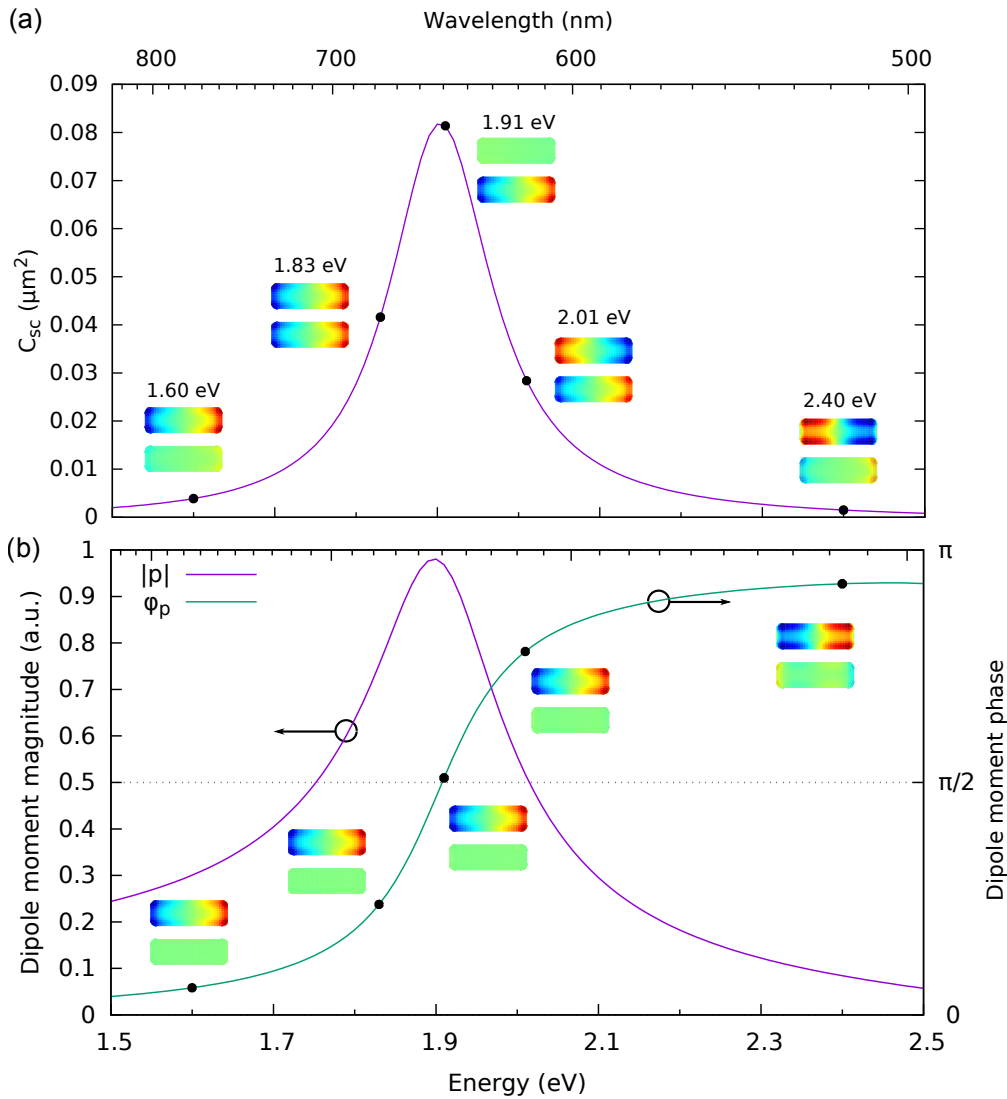 (a)
Wavelength (nm)
800 700 600 500
0.09
0.08
0.07
0.06
0.05
0.04
0.03
0.02
0.01
0
C_sc (μm²)
1.91 eV
1.83 eV
2.01 eV
1.60 eV
2.40 eV
(b)
|p|
φ_p
1
0.9
0.8
0.7
0.6
0.5
0.4
0.3
0.2
0.1
0
Dipole moment magnitude (a.u.)
π
π/2
0
Dipole moment phase
1.5 1.7 1.9 2.1 2.3 2.5
Energy (eV)